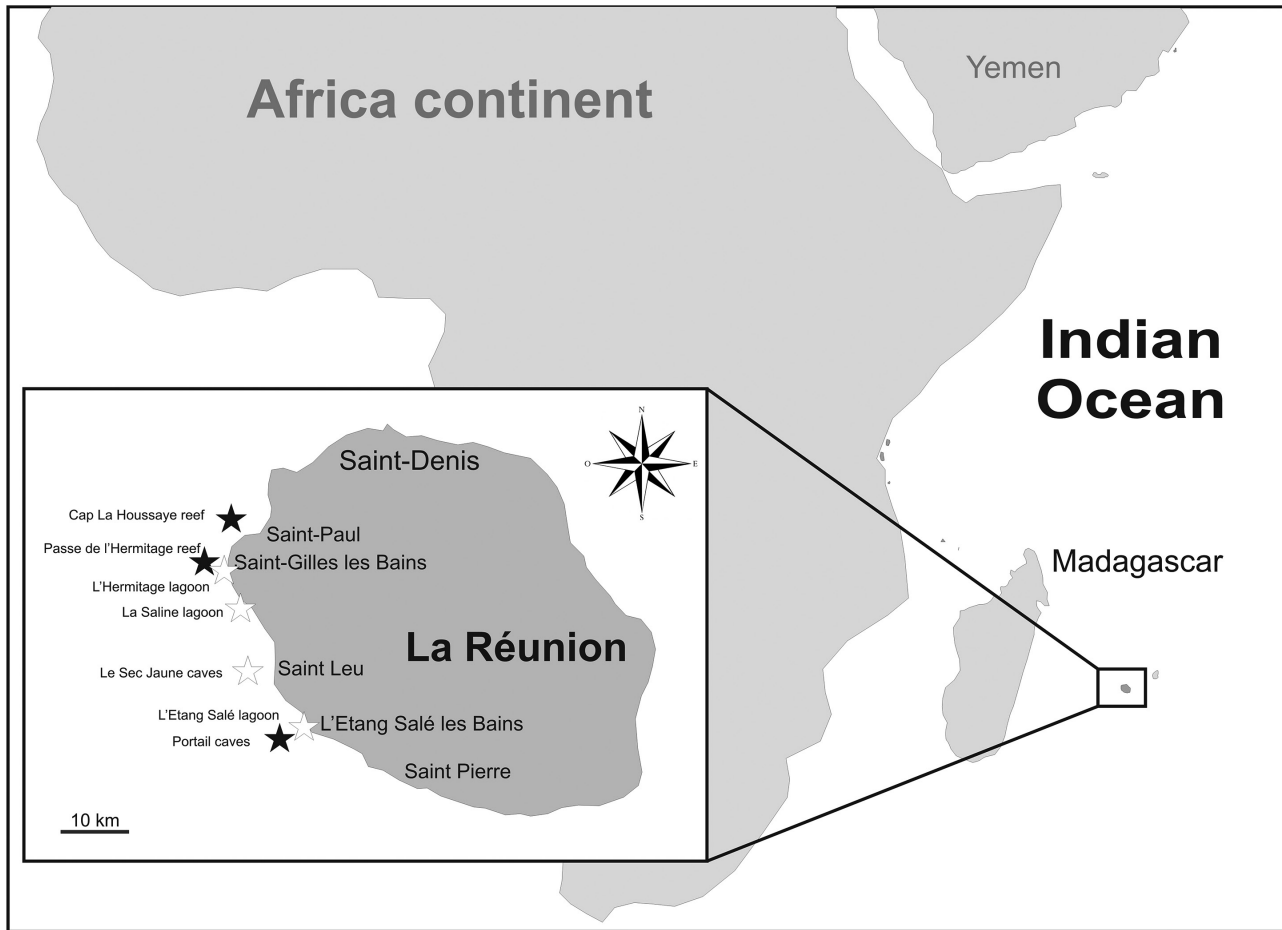 Africa continent
Yemen
Indian
Ocean
Madagascar
N
O
E
S
Saint-Denis
Cap La Houssaye reef
Saint-Paul
Passe de l'Hermitage reef
Saint-Gilles les Bains
L'Hermitage lagoon
La Saline lagoon
La Réunion
Le Sec Jaune caves
Saint Leu
L'Etang Salé lagoon
L'Etang Salé les Bains
Portail caves
Saint Pierre
10 km